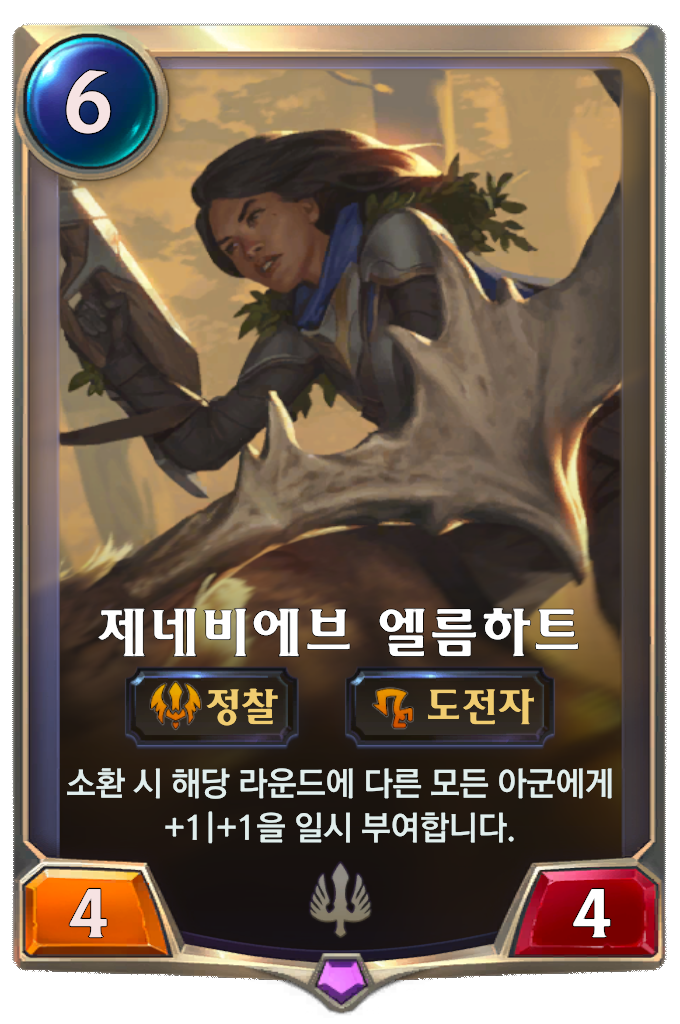 6
제네비에브 엘름하트
정찰 도전자
소환 시 해당 라운드에 다른 모든 아군에게
+1|+1을 일시 부여합니다.
4 4